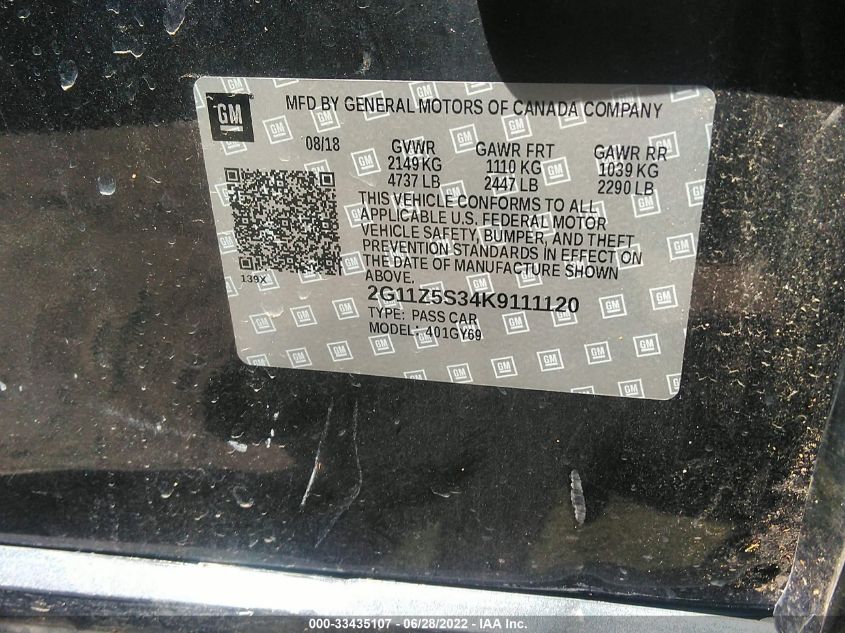 GM
MFD BY GENERAL MOTORS OF CANADA COMPANY
08/18 GVWR GAWR FRT GAWR RR
2149 KG 1110 KG 1039 KG
4737 LB 2447 LB 2290 LB
THIS VEHICLE CONFORMS TO ALL
APPLICABLE U.S. FEDERAL MOTOR
VEHICLE SAFETY, BUMPER, AND THEFT
PREVENTION STANDARDS IN EFFECT ON
THE DATE OF MANUFACTURE SHOWN
ABOVE.
139X
2G11Z5S34K9111120
TYPE: PASS CAR
MODEL: 401GY69
000-33435107 - 06/28/2022 - IAA Inc.